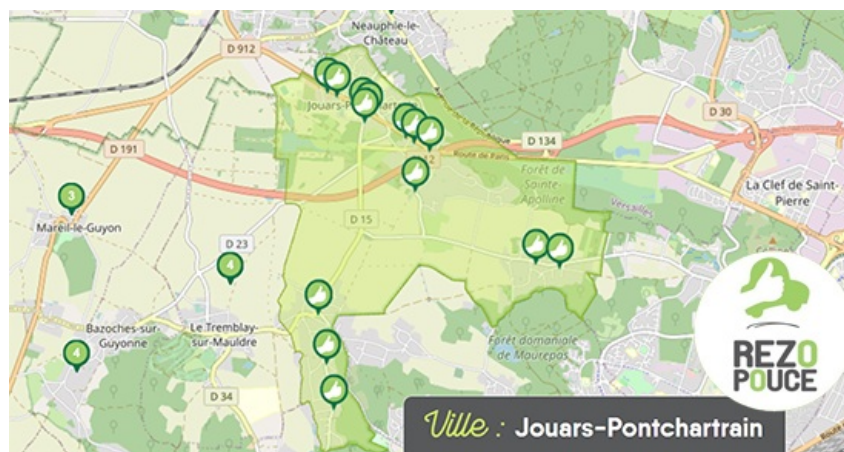 Neauphle-le-
Château
D 912
Jouars-Pontchartrain
D 30
D 191
D 134
12
Route de Paris
Forêt de
Sainte-
Apolline
Versailles
La Clef de Saint-
Pierre
3
Mareil-le-Guyon
D 15
D 23
4
Bazoches-sur-
Guyonne
Le Tremblay-
sur-Mauldre
4
Forêt domaniale
de Maurepas
D 34
REZO
POUCE
Ville : Jouars-Pontchartrain